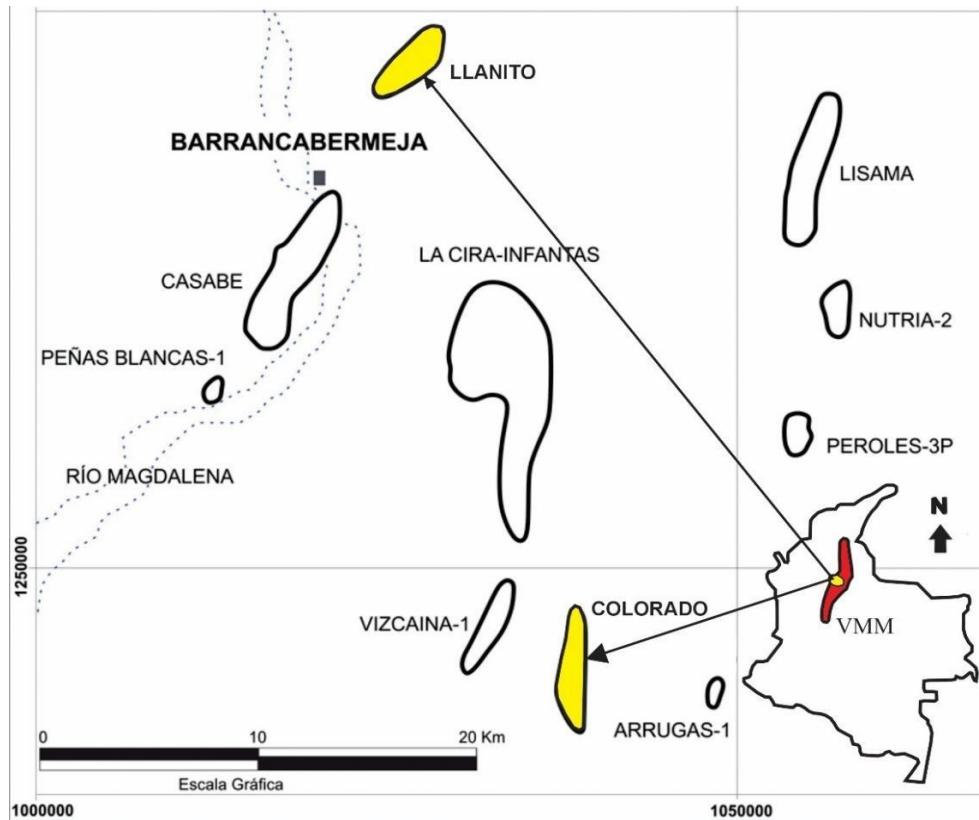 LLANITO
BARRANCABERMEJA
LISAMA
LA CIRA-INFANTAS
CASABE
NUTRIA-2
PEÑAS BLANCAS-1
PEROLES-3P
RÍO MAGDALENA
N
1250000
COLORADO
VIZCAINA-1
VMM
ARRUGAS-1
0 10 20 Km
Escala Gráfica
1000000 1050000